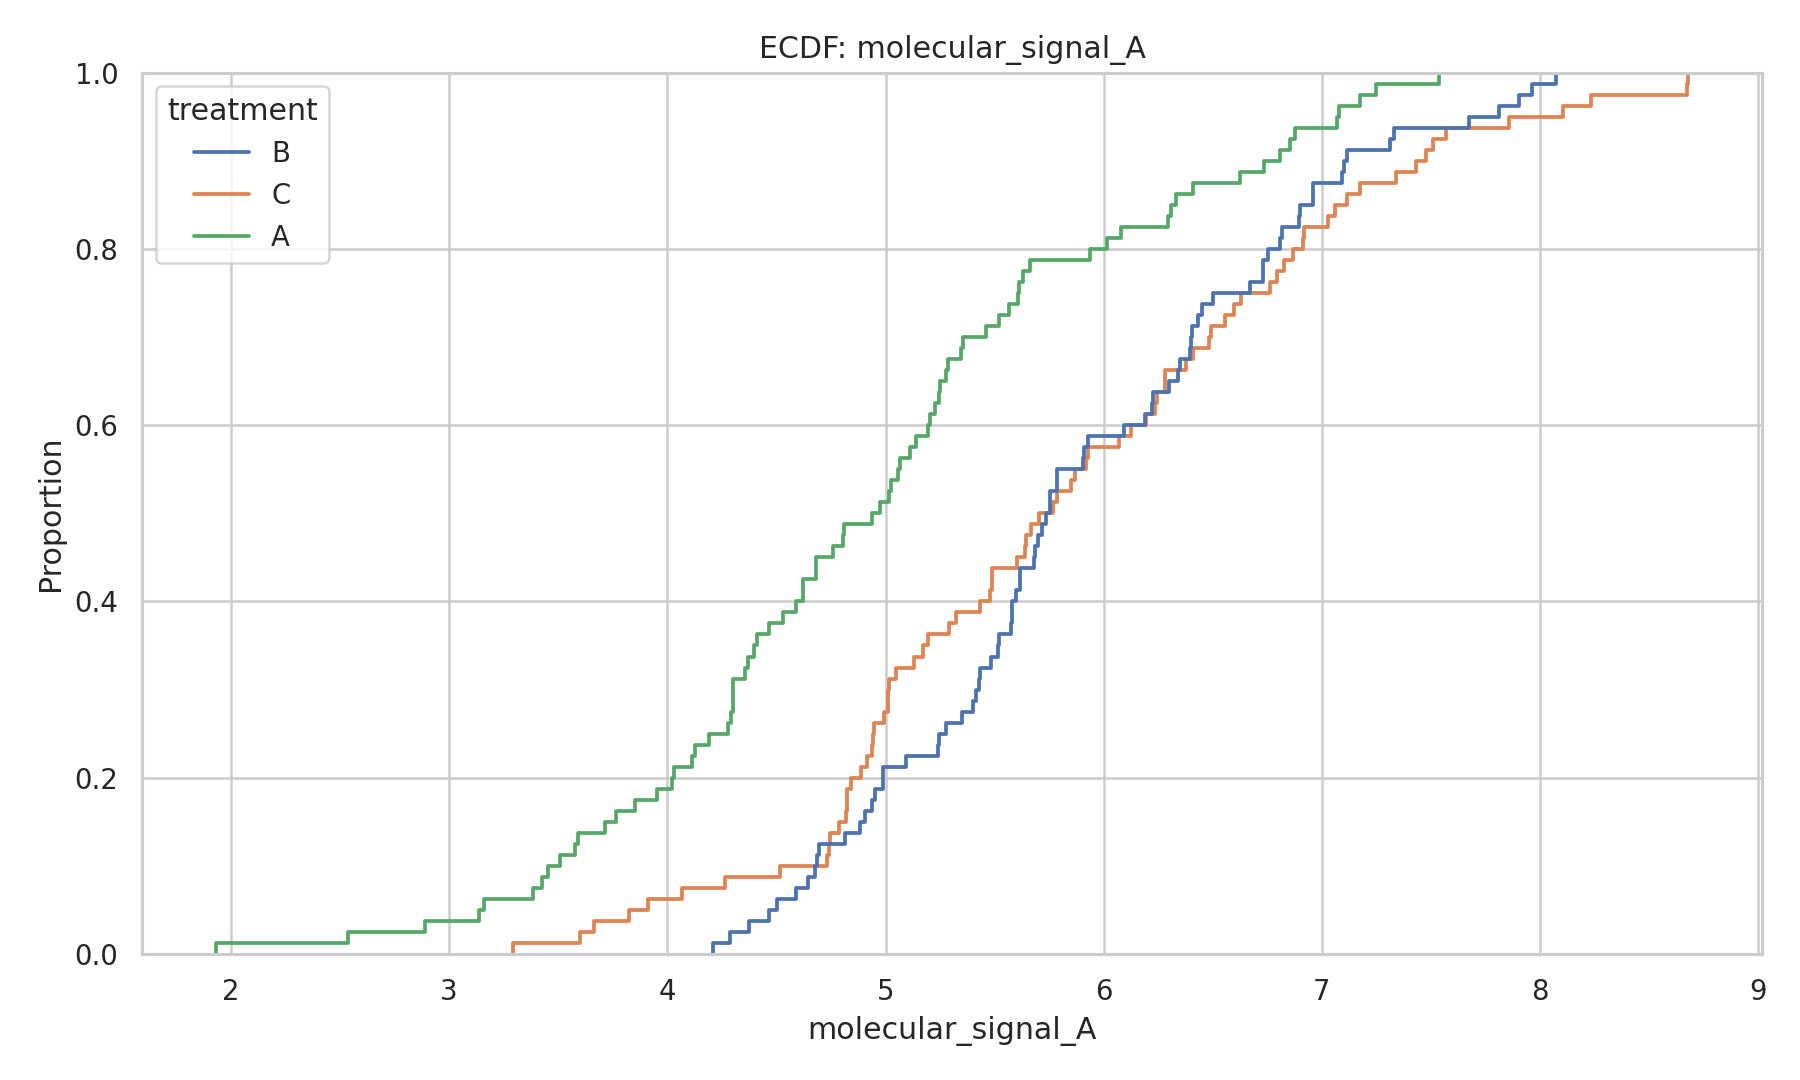 ECDF: molecular_signal_A
treatment
B
C
A
Proportion
1.0
0.8
0.6
0.4
0.2
0.0
2 3 4 5 6 7 8 9
molecular_signal_A